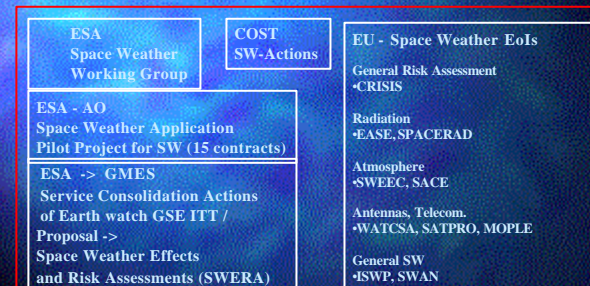 ESA
Space Weather
Working Group
COST
SW-Actions
ESA - AO
Space Weather Application
Pilot Project for SW (15 contracts)
ESA -> GMES
Service Consolidation Actions
of Earth watch GSE ITT /
Proposal ->
Space Weather Effects
and Risk Assessments (SWERA)
EU - Space Weather EoIs
General Risk Assessment
•CRISIS
Radiation
•EASE, SPACERAD
Atmosphere
•SWEEC, SACE
Antennas, Telecom.
•WATCSA, SATPRO, MOPLE
General SW
•ISWP, SWAN